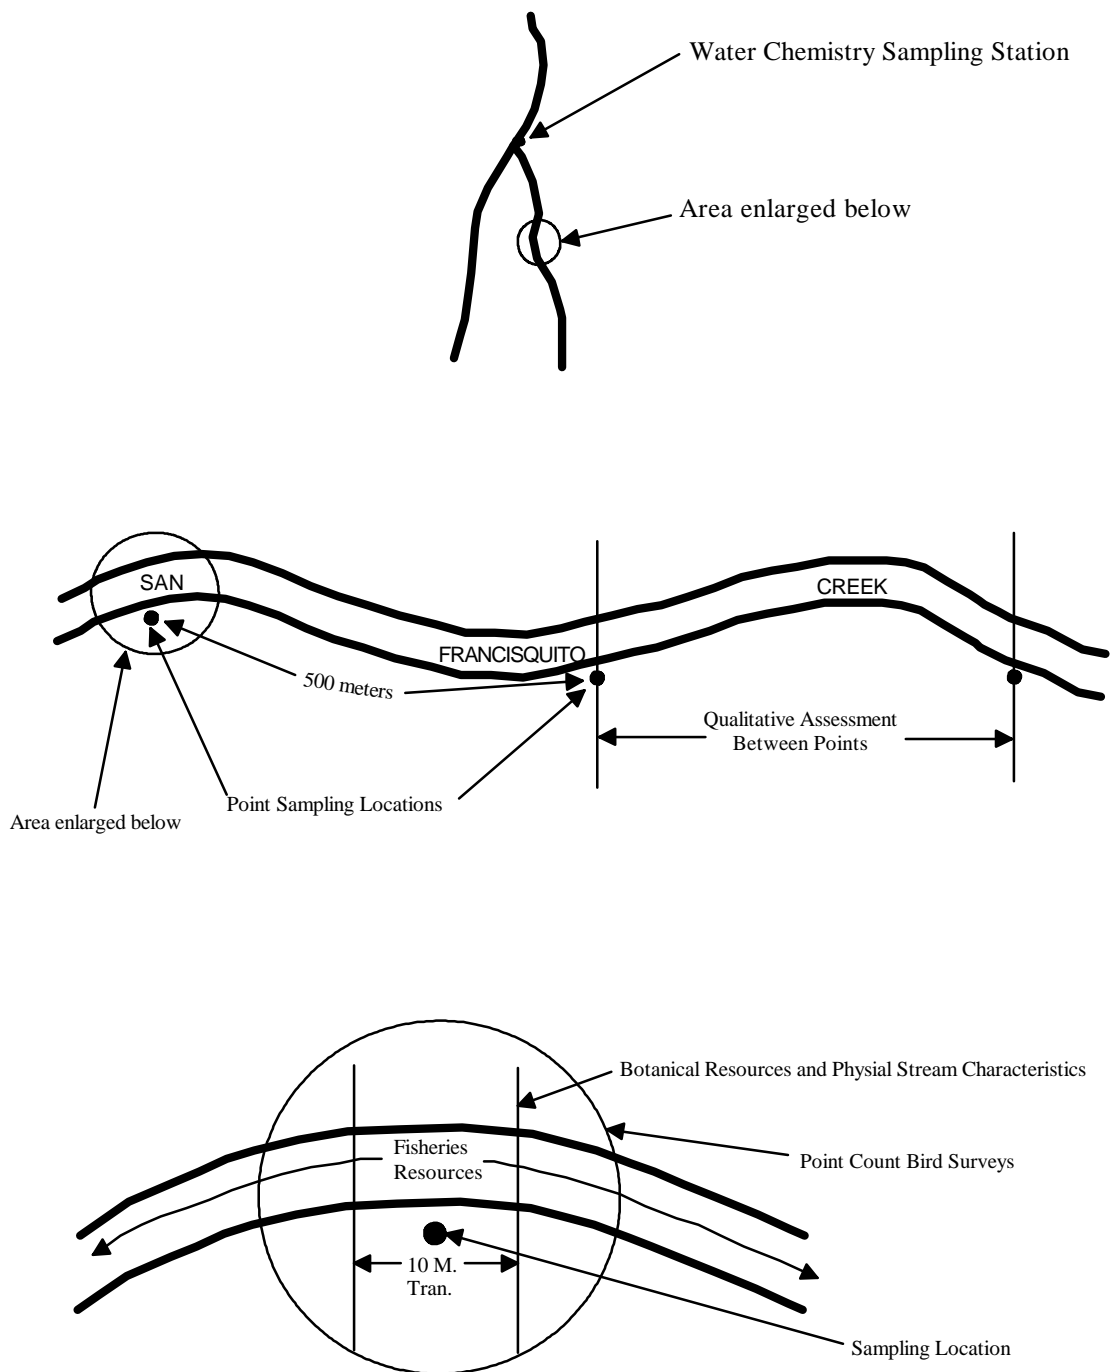 Water Chemistry Sampling Station
Area enlarged below
SAN
CREEK
FRANCISQUITO
500 meters
Qualitative Assessment
Between Points
Point Sampling Locations
Area enlarged below
Botanical Resources and Physial Stream Characteristics
Fisheries
Resources
Point Count Bird Surveys
10 M.
Tran.
Sampling Location